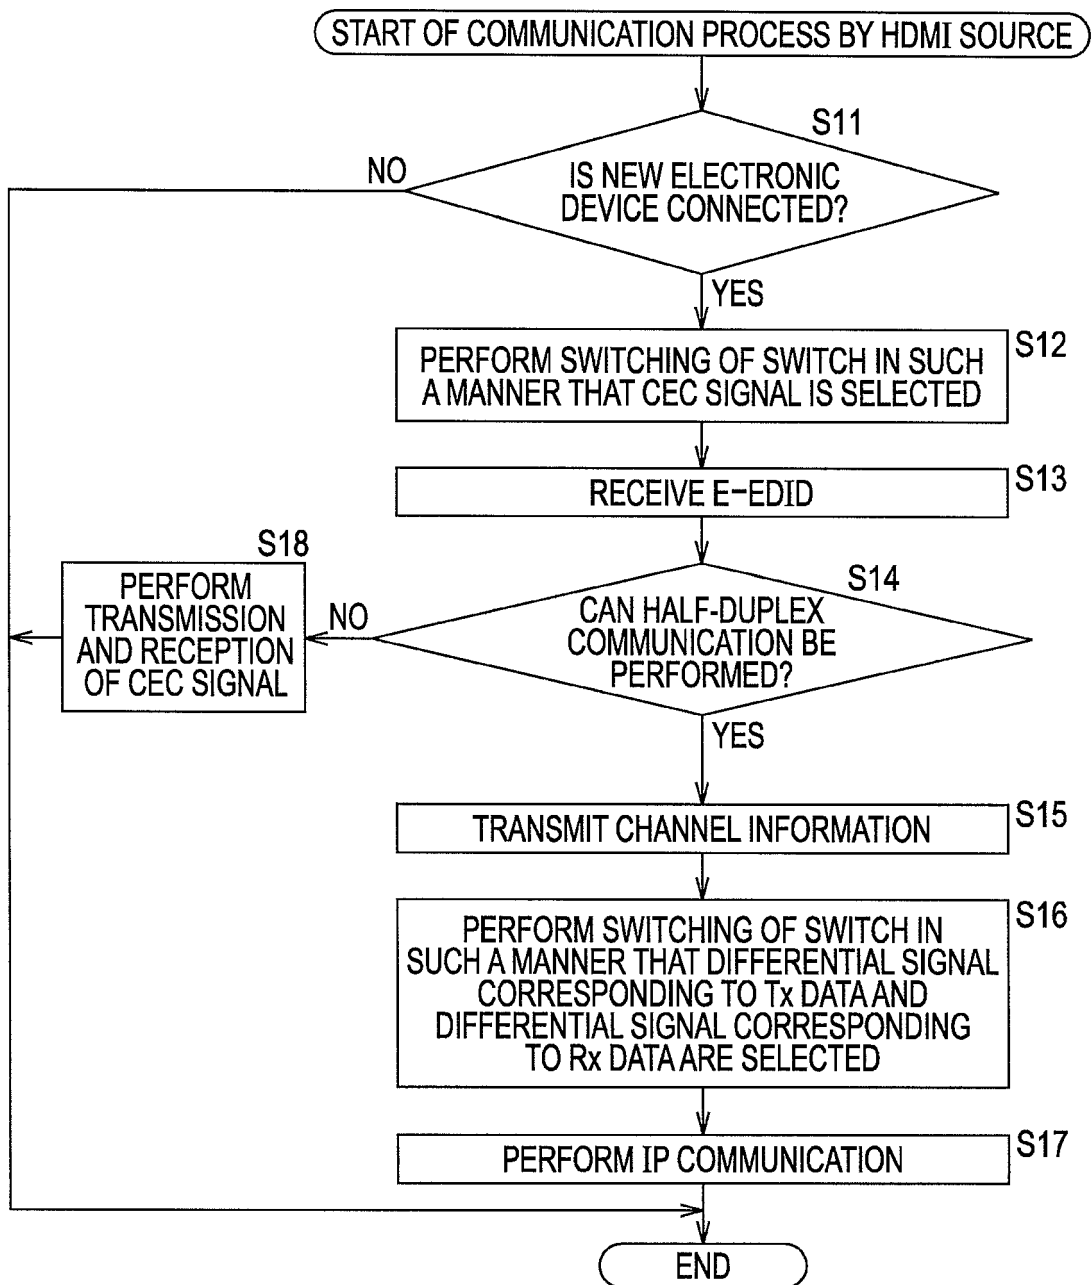 START OF COMMUNICATION PROCESS BY HDMI SOURCE
S11
NO
IS NEW ELECTRONIC
DEVICE CONNECTED?
YES
S12
PERFORM SWITCHING OF SWITCH IN SUCH
A MANNER THAT CEC SIGNAL IS SELECTED
S13
RECEIVE E-EDID
S18
PERFORM
TRANSMISSION
AND RECEPTION
OF CEC SIGNAL
NO
S14
CAN HALF-DUPLEX
COMMUNICATION BE
PERFORMED?
YES
S15
TRANSMIT CHANNEL INFORMATION
S16
PERFORM SWITCHING OF SWITCH IN
SUCH A MANNER THAT DIFFERENTIAL SIGNAL
CORRESPONDING TO Tx DATA AND
DIFFERENTIAL SIGNAL CORRESPONDING
TO Rx DATA ARE SELECTED
S17
PERFORM IP COMMUNICATION
END